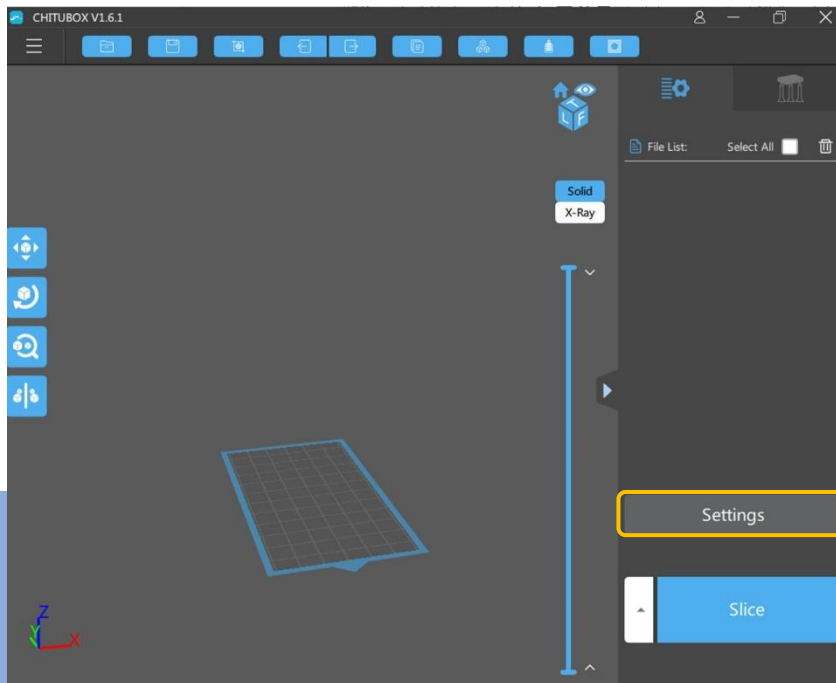 CHITUBOX V1.6.1
T
L F
File List: Select All
Solid
X-Ray
Settings
Slice
Z
Y
X